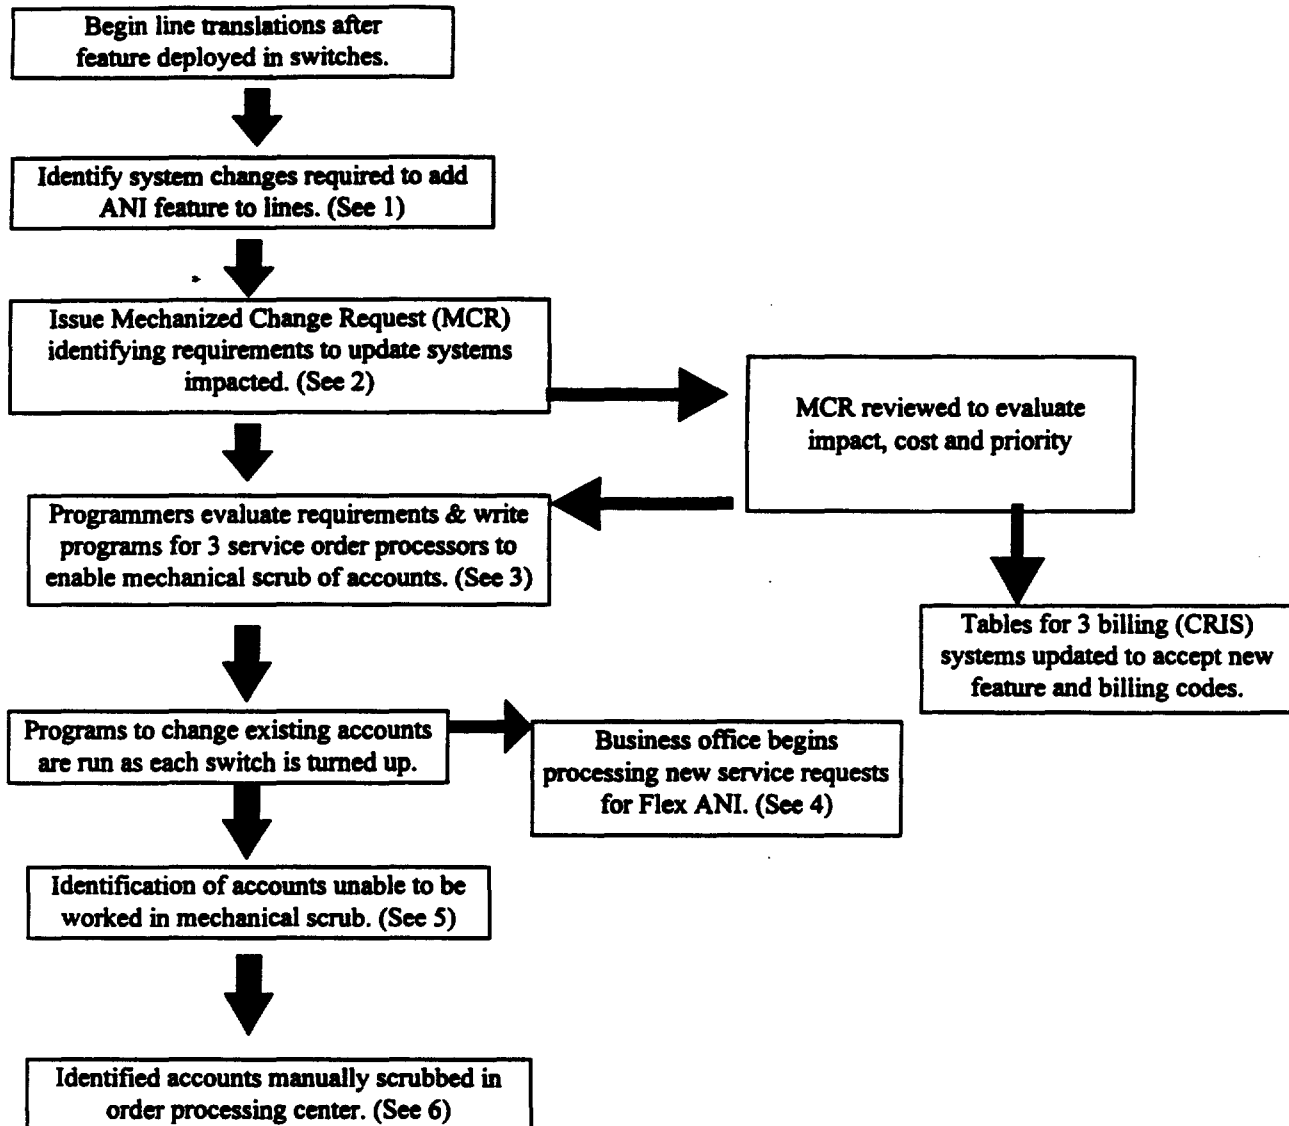 Begin line translations after
feature deployed in switches.
Identify system changes required to add
ANI feature to lines. (See 1)
Issue Mechanized Change Request (MCR)
identifying requirements to update systems
impacted. (See 2)
MCR reviewed to evaluate
impact, cost and priority
Programmers evaluate requirements & write
programs for 3 service order processors to
enable mechanical scrub of accounts. (See 3)
Tables for 3 billing (CRIS)
systems updated to accept new
feature and billing codes.
Programs to change existing accounts
are run as each switch is turned up.
Business office begins
processing new service requests
for Flex ANI. (See 4)
Identification of accounts unable to be
worked in mechanical scrub. (See 5)
Identified accounts manually scrubbed in
order processing center. (See 6)